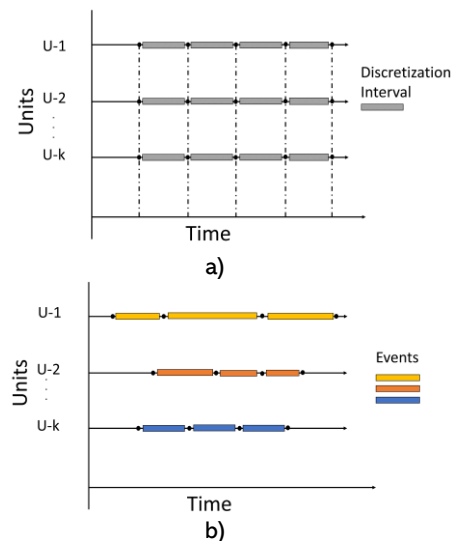 U-1
U-2
U-k
Units
Time
Discretization
Interval
a)
U-1
U-2
U-k
Units
Time
Events
b)